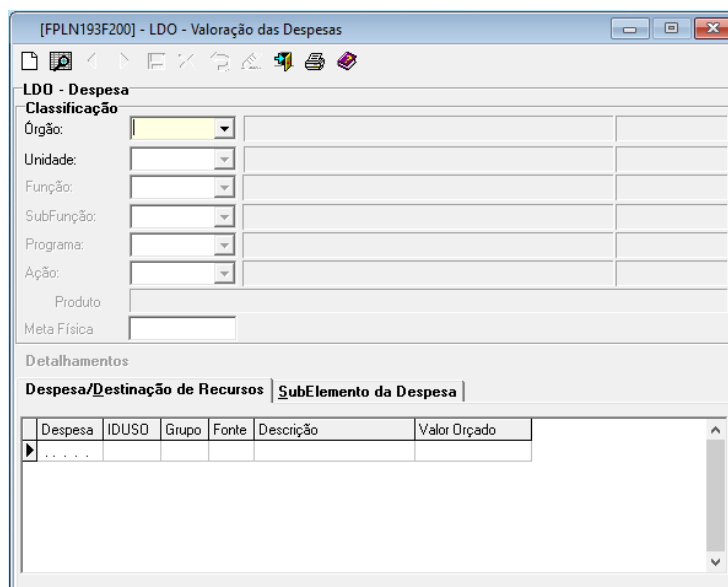 [FPLN193F200] - LDO - Valoração das Despesas
LDO - Despesa
Classificação
Órgão:
Unidade:
Função:
SubFunção:
Programa:
Ação:
Produto
Meta Física
Detalhamentos
Despesa/Destinação de Recursos SubElemento da Despesa
Despesa IDUSO Grupo Fonte Descrição Valor Orçado
. . . . .